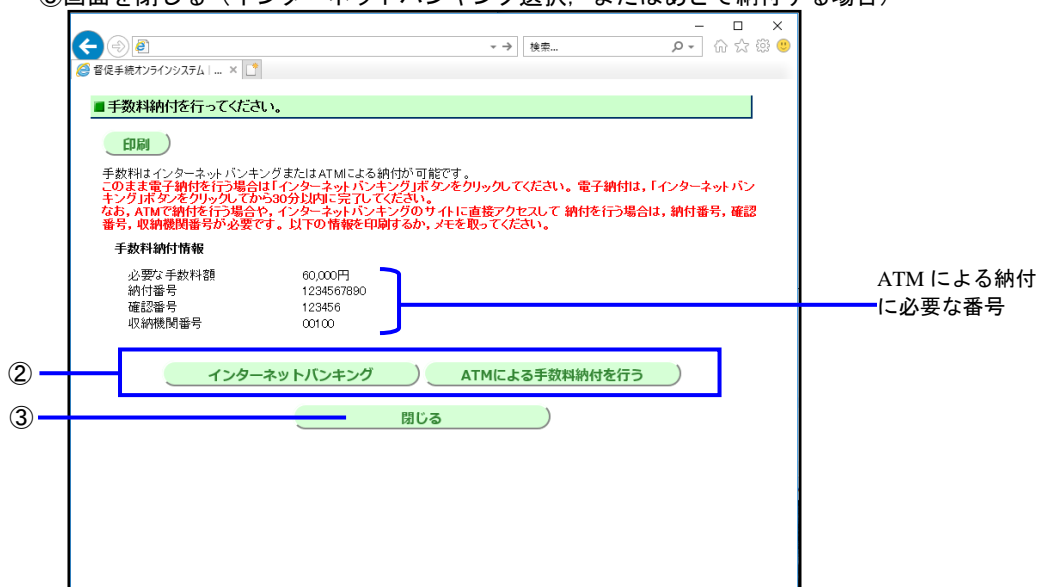 ③画面を閉じる（インターネットバンキング選択，またはあとで納付する場合）
検索...
督促手続オンラインシステム | ...
■手数料納付を行ってください。
印刷
手数料はインターネットバンキングまたはATMによる納付が可能です。
このまま電子納付を行う場合は「インターネットバンキング」ボタンをクリックしてください。電子納付は，「インターネットバン
キング」ボタンをクリックしてから30分以内に完了してください。
なお，ATMで納付を行う場合や，インターネットバンキングのサイトに直接アクセスして 納付を行う場合は，納付番号，確認
番号，収納機関番号が必要です。以下の情報を印刷するか，メモを取ってください。
手数料納付情報
必要な手数料額 60,000円
納付番号 1234567890
確認番号 123456
収納機関番号 00100
ATM による納付
に必要な番号
②
インターネットバンキング ATMによる手数料納付を行う
③
閉じる